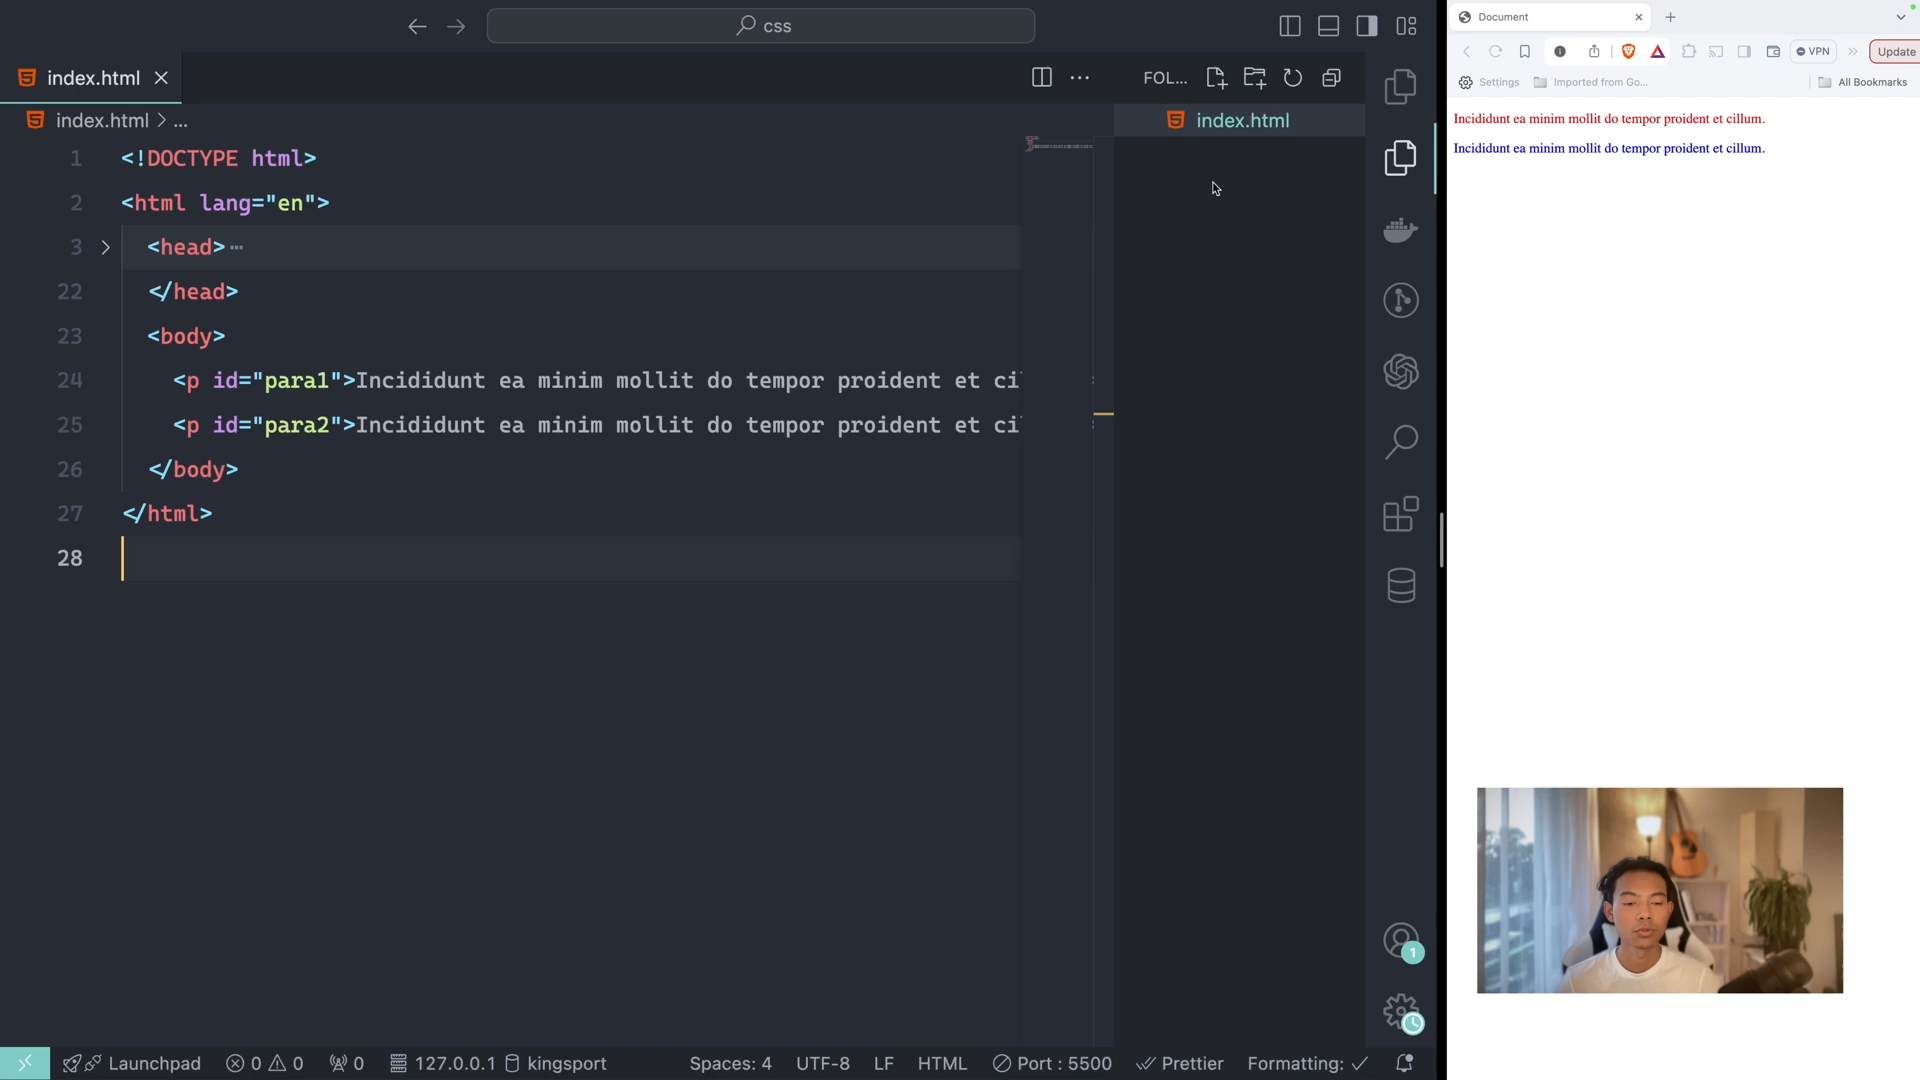 css
index.html
FOL...
index.html > ...
index.html
1 <!DOCTYPE html>
2 <html lang="en">
3 <head>
22 </head>
23 <body>
24 <p id="para1">Incididunt ea minim mollit do tempor proident et ci
25 <p id="para2">Incididunt ea minim mollit do tempor proident et ci
26 </body>
27 </html>
28
1
Launchpad 0 0 0 127.0.0.1 kingsport Spaces: 4 UTF-8 LF HTML Port : 5500 Prettier Formatting:
Document
VPN
Update
Settings Imported from Go... All Bookmarks
Incididunt ea minim mollit do tempor proident et cillum.
Incididunt ea minim mollit do tempor proident et cillum.